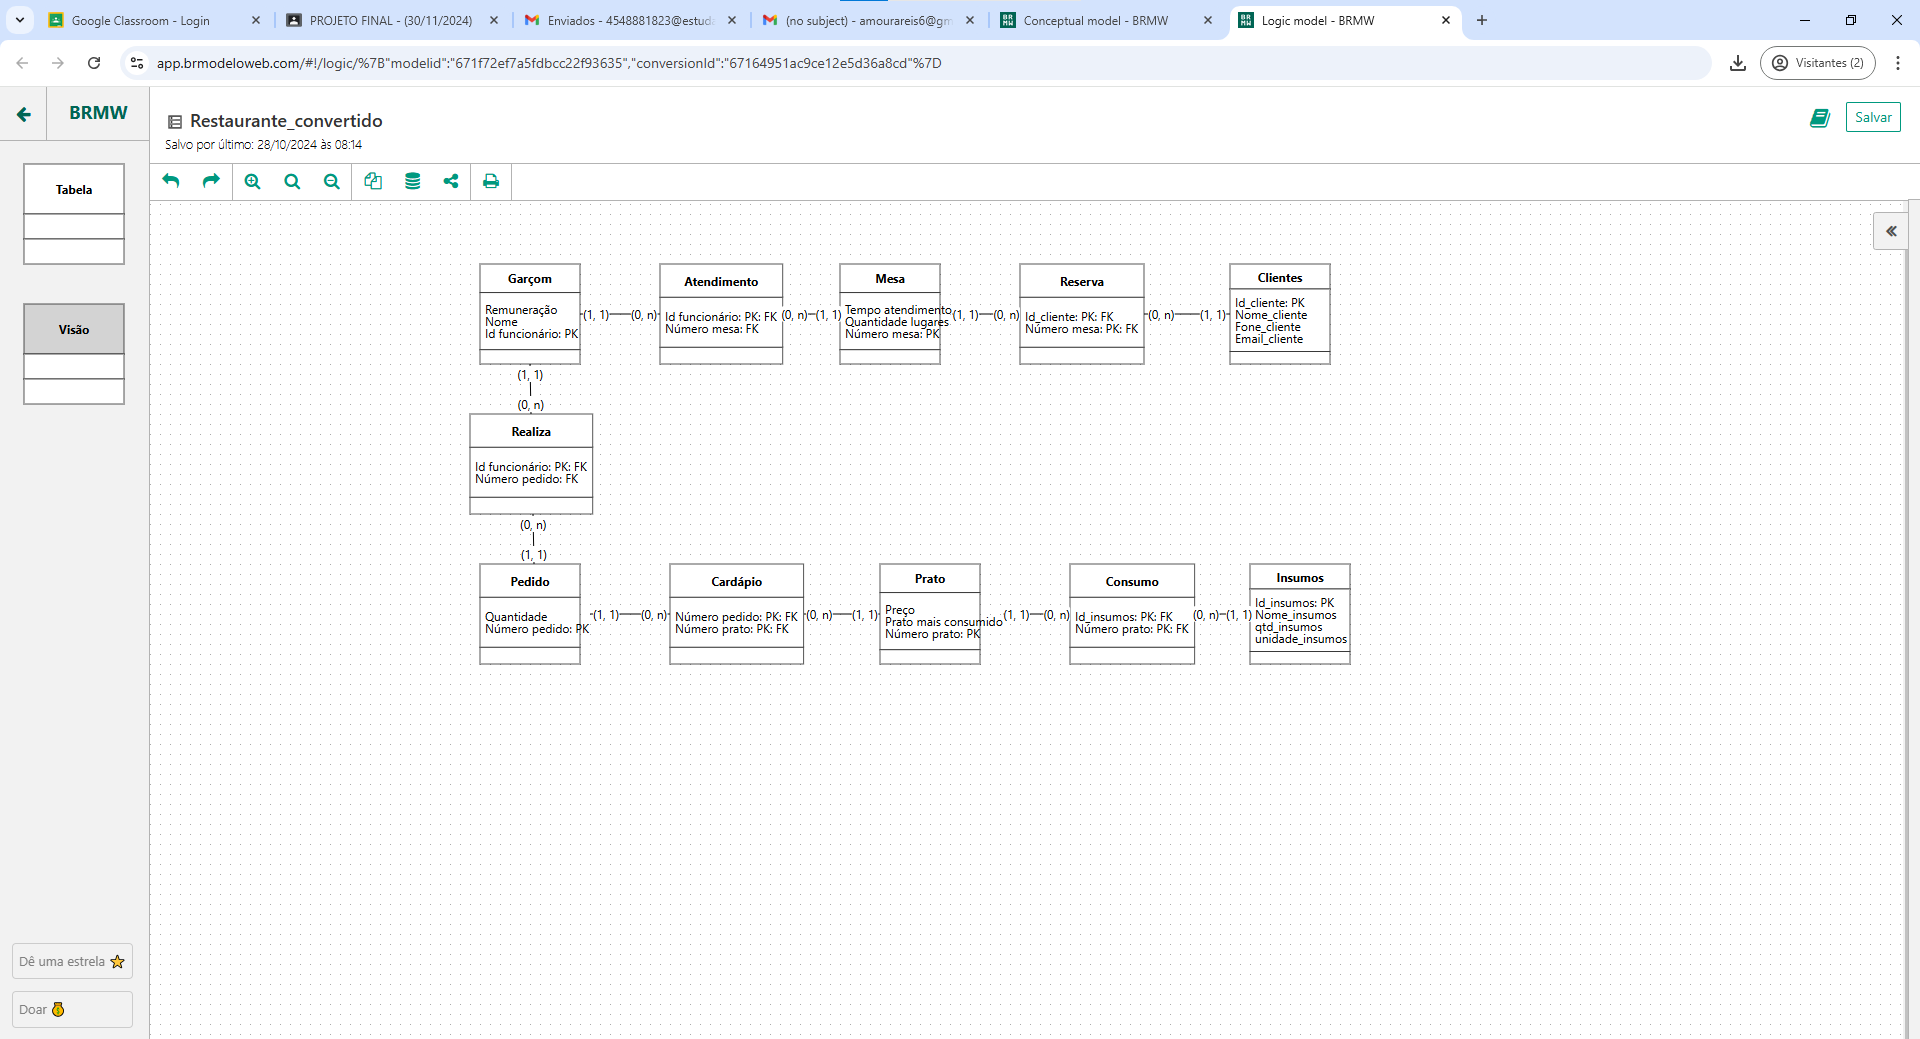 Google Classroom - Login
PROJETO FINAL - (30/11/2024)
Enviados - 4548881823@estuda
(no subject) - amourareis6@gm
Conceptual model - BRMW
Logic model - BRMW
app.brmodeloweb.com/#!/logic/%7B"modelid":"671f72ef7a5fdbcc22f93635","conversionId":"67164951ac9ce12e5d36a8cd"%7D
Visitantes (2)
BRMW
Restaurante_convertido
Salvo por último: 28/10/2024 às 08:14
Salvar
Tabela
Visão
Garçom
Remuneração
Nome
Id funcionário: PK
(1, 1)
(0, n)
Atendimento
Id funcionário: PK: FK
Número mesa: FK
(0, n)
(1, 1)
Mesa
Tempo atendimento
Quantidade lugares
Número mesa: PK
(1, 1)
(0, n)
Reserva
Id_cliente: PK: FK
Número mesa: PK: FK
(0, n)
(1, 1)
Clientes
Id_cliente: PK
Nome_cliente
Fone_cliente
Email_cliente
(1, 1)
(0, n)
Realiza
Id funcionário: PK: FK
Número pedido: FK
(0, n)
(1, 1)
Pedido
Quantidade
Número pedido: PK
(1, 1)
(0, n)
Cardápio
Número pedido: PK: FK
Número prato: PK: FK
(0, n)
(1, 1)
Prato
Preço
Prato mais consumido
Número prato: PK
(1, 1)
(0, n)
Consumo
Id_insumos: PK: FK
Número prato: PK: FK
(0, n)
(1, 1)
Insumos
Id_insumos: PK
Nome_insumos
qtd_insumos
unidade_insumos
Dê uma estrela
Doar